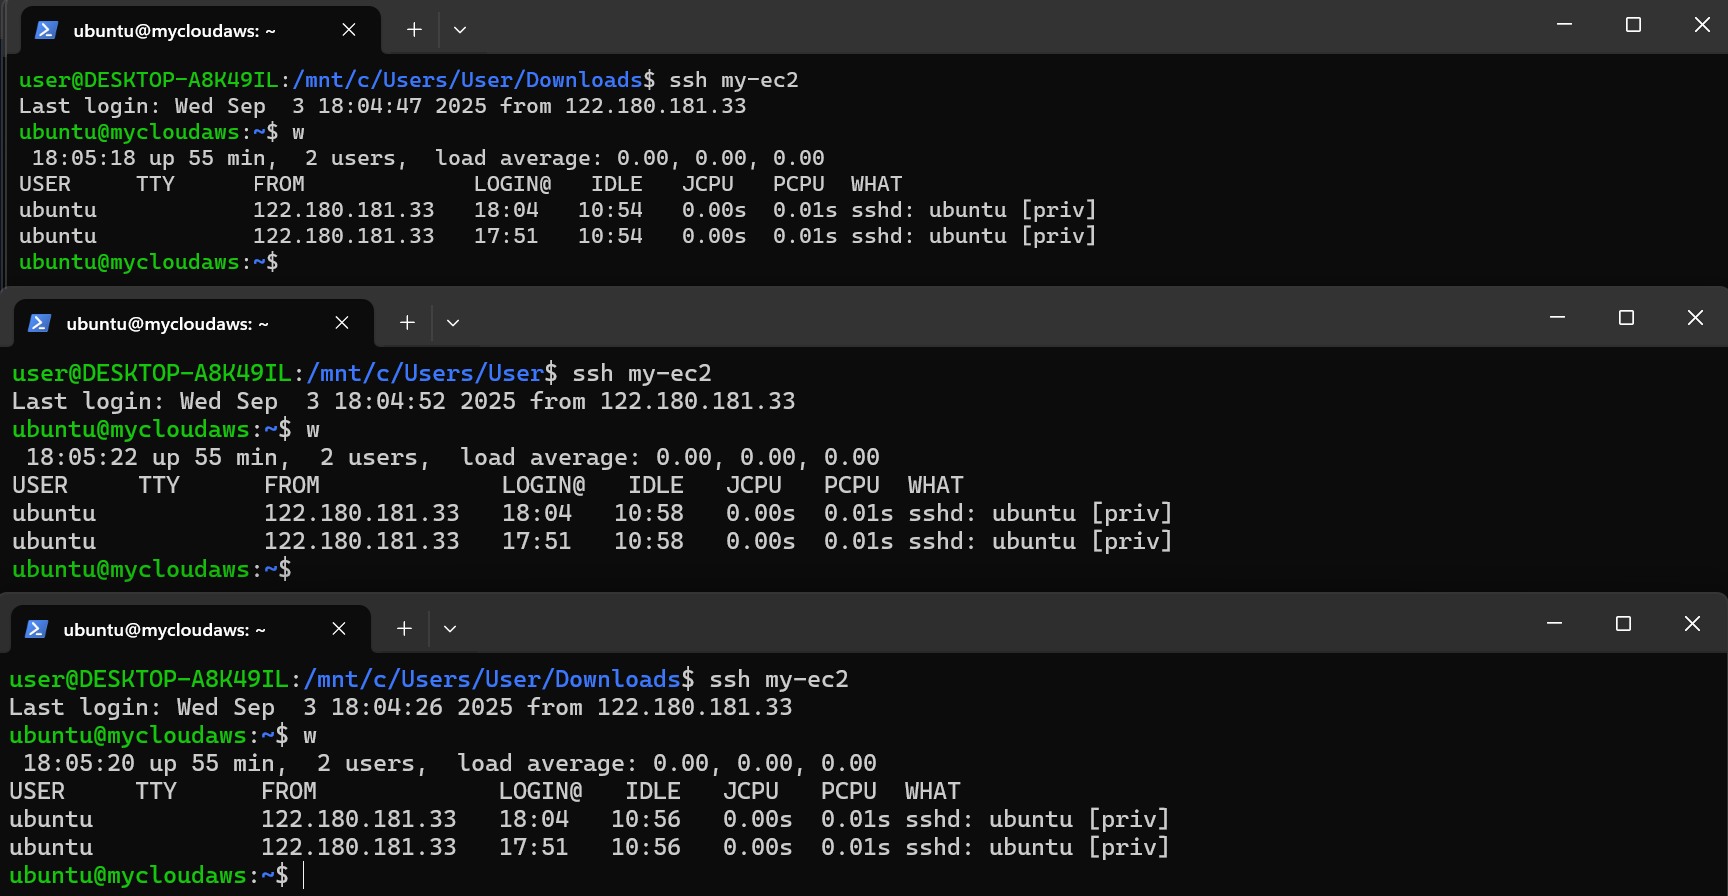 ubuntu@mycloudaws: ~
user@DESKTOP-A8K49IL:/mnt/c/Users/User/Downloads$ ssh my-ec2
Last login: Wed Sep  3 18:04:47 2025 from 122.180.181.33
ubuntu@mycloudaws:~$ w
 18:05:18 up 55 min,  2 users,  load average: 0.00, 0.00, 0.00
USER     TTY      FROM             LOGIN@   IDLE   JCPU   PCPU  WHAT
ubuntu            122.180.181.33   18:04   10:54   0.00s  0.01s sshd: ubuntu [priv]
ubuntu            122.180.181.33   17:51   10:54   0.00s  0.01s sshd: ubuntu [priv]
ubuntu@mycloudaws:~$
ubuntu@mycloudaws: ~
user@DESKTOP-A8K49IL:/mnt/c/Users/User$ ssh my-ec2
Last login: Wed Sep  3 18:04:52 2025 from 122.180.181.33
ubuntu@mycloudaws:~$ w
 18:05:22 up 55 min,  2 users,  load average: 0.00, 0.00, 0.00
USER     TTY      FROM             LOGIN@   IDLE   JCPU   PCPU  WHAT
ubuntu            122.180.181.33   18:04   10:58   0.00s  0.01s sshd: ubuntu [priv]
ubuntu            122.180.181.33   17:51   10:58   0.00s  0.01s sshd: ubuntu [priv]
ubuntu@mycloudaws:~$
ubuntu@mycloudaws: ~
user@DESKTOP-A8K49IL:/mnt/c/Users/User/Downloads$ ssh my-ec2
Last login: Wed Sep  3 18:04:26 2025 from 122.180.181.33
ubuntu@mycloudaws:~$ w
 18:05:20 up 55 min,  2 users,  load average: 0.00, 0.00, 0.00
USER     TTY      FROM             LOGIN@   IDLE   JCPU   PCPU  WHAT
ubuntu            122.180.181.33   18:04   10:56   0.00s  0.01s sshd: ubuntu [priv]
ubuntu            122.180.181.33   17:51   10:56   0.00s  0.01s sshd: ubuntu [priv]
ubuntu@mycloudaws:~$